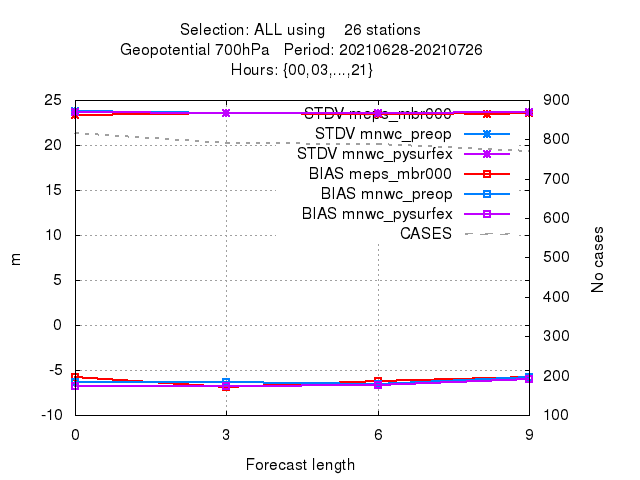 Selection: ALL using 26 stations
Geopotential 700hPa Period: 20210628-20210726
Hours: {00,03,...,21}
25
20
15
10
5
0
-5
-10
m
900
800
700
600
500
400
300
200
100
No cases
STDV meps_mbr000
STDV mnwc_preop
STDV mnwc_pysurfex
BIAS meps_mbr000
BIAS mnwc_preop
BIAS mnwc_pysurfex
CASES
0 3 6 9
Forecast length